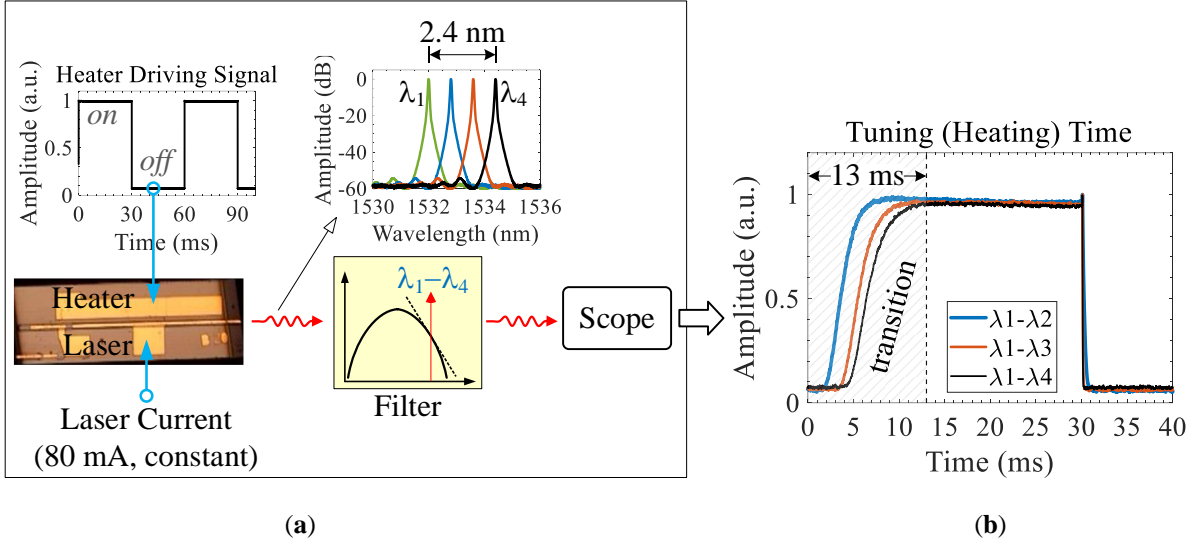 Heater Driving Signal
Amplitude (a.u.)
1
0.5
0
on
off
0 30 60 90
Time (ms)
2.4 nm
Amplitude (dB)
0
-20
-40
-60
λ1
λ4
1530 1532 1534 1536
Wavelength (nm)
Heater
Laser
Laser Current
(80 mA, constant)
λ1−λ4
Filter
Scope
Tuning (Heating) Time
Amplitude (a.u.)
1
0.5
0
13 ms
transition
λ1-λ2
λ1-λ3
λ1-λ4
0 5 10 15 20 25 30 35 40
Time (ms)
(a)
(b)